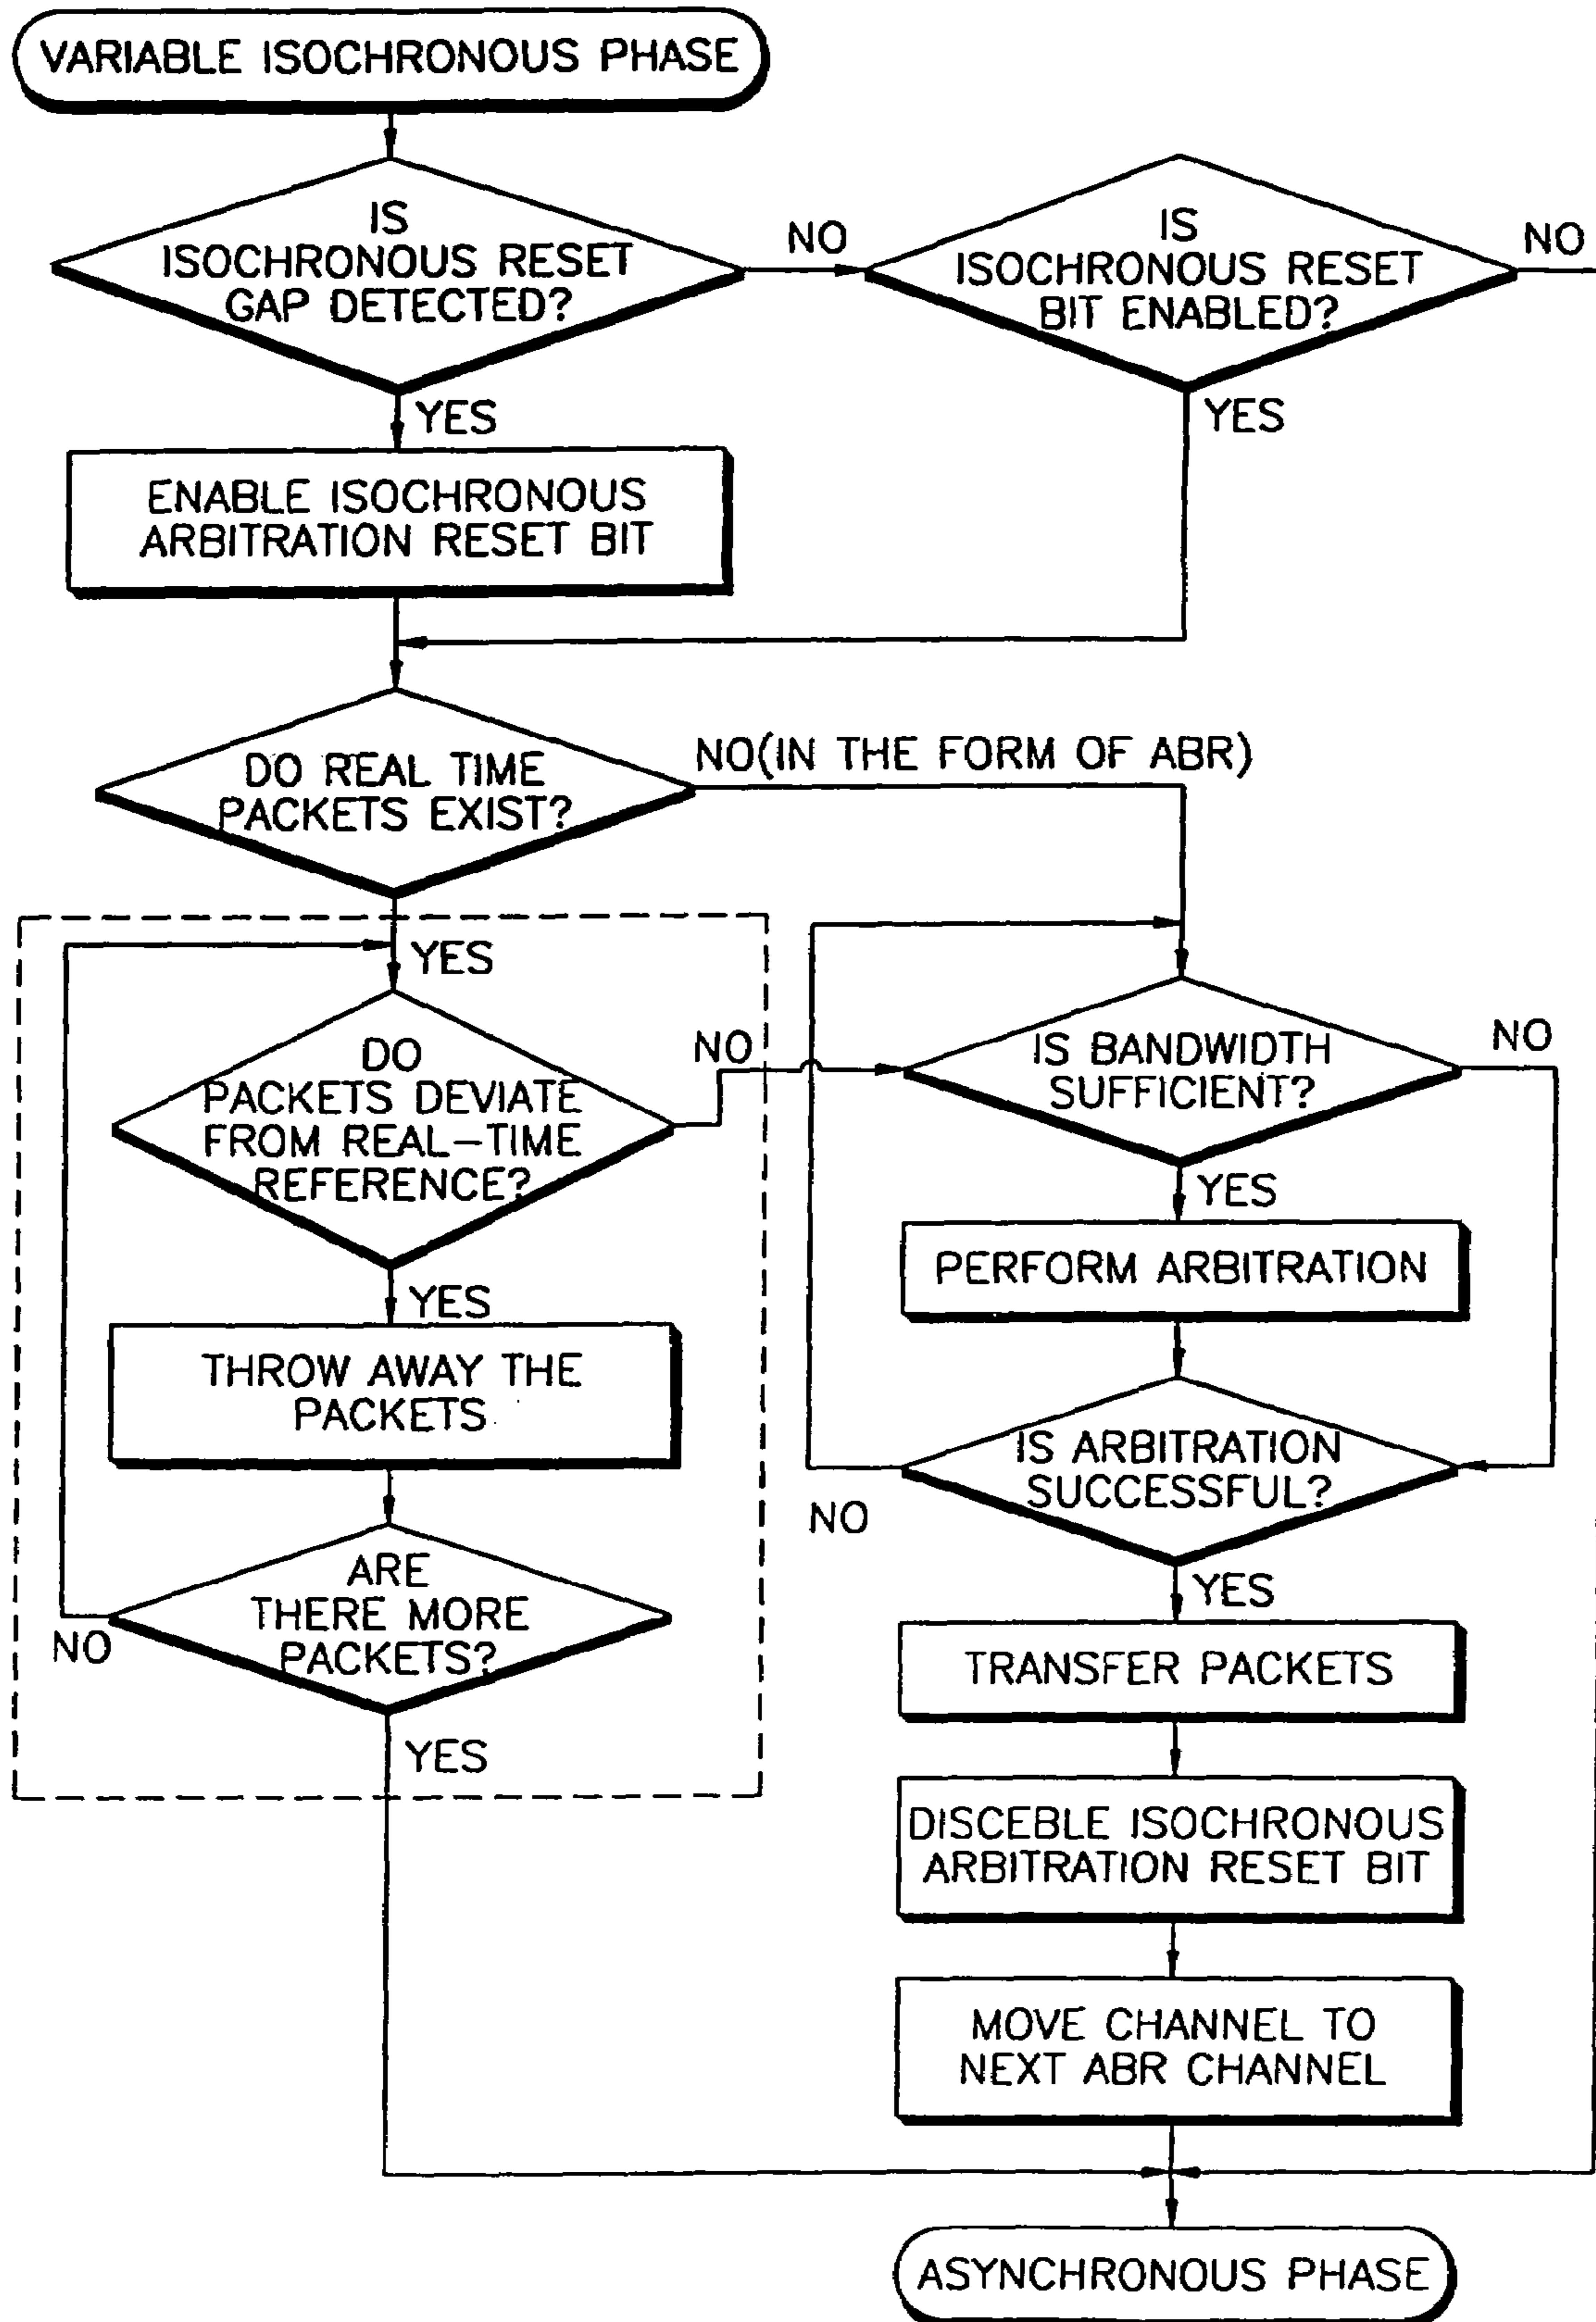 VARIABLE ISOCHRONOUS PHASE
IS
ISOCHRONOUS RESET
GAP DETECTED?
NO
IS
ISOCHRONOUS RESET
BIT ENABLED?
NO
YES
YES
ENABLE ISOCHRONOUS
ARBITRATION RESET BIT
DO REAL TIME
PACKETS EXIST?
NO(IN THE FORM OF ABR)
YES
DO
PACKETS DEVIATE
FROM REAL-TIME
REFERENCE?
NO
IS BANDWIDTH
SUFFICIENT?
NO
YES
PERFORM ARBITRATION
YES
THROW AWAY THE
PACKETS
IS ARBITRATION
SUCCESSFUL?
NO
YES
ARE
THERE MORE
PACKETS?
NO
YES
TRANSFER PACKETS
DISCEBLE ISOCHRONOUS
ARBITRATION RESET BIT
MOVE CHANNEL TO
NEXT ABR CHANNEL
ASYNCHRONOUS PHASE